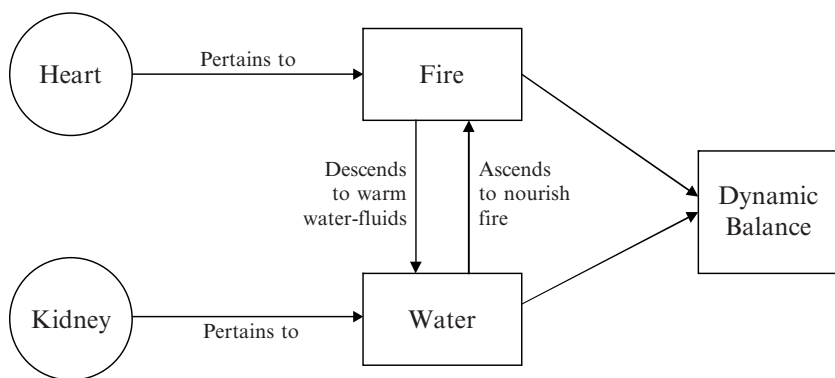 Heart
Pertains to
Fire
Descends
to warm
water-fluids
Ascends
to nourish
fire
Dynamic
Balance
Kidney
Pertains to
Water